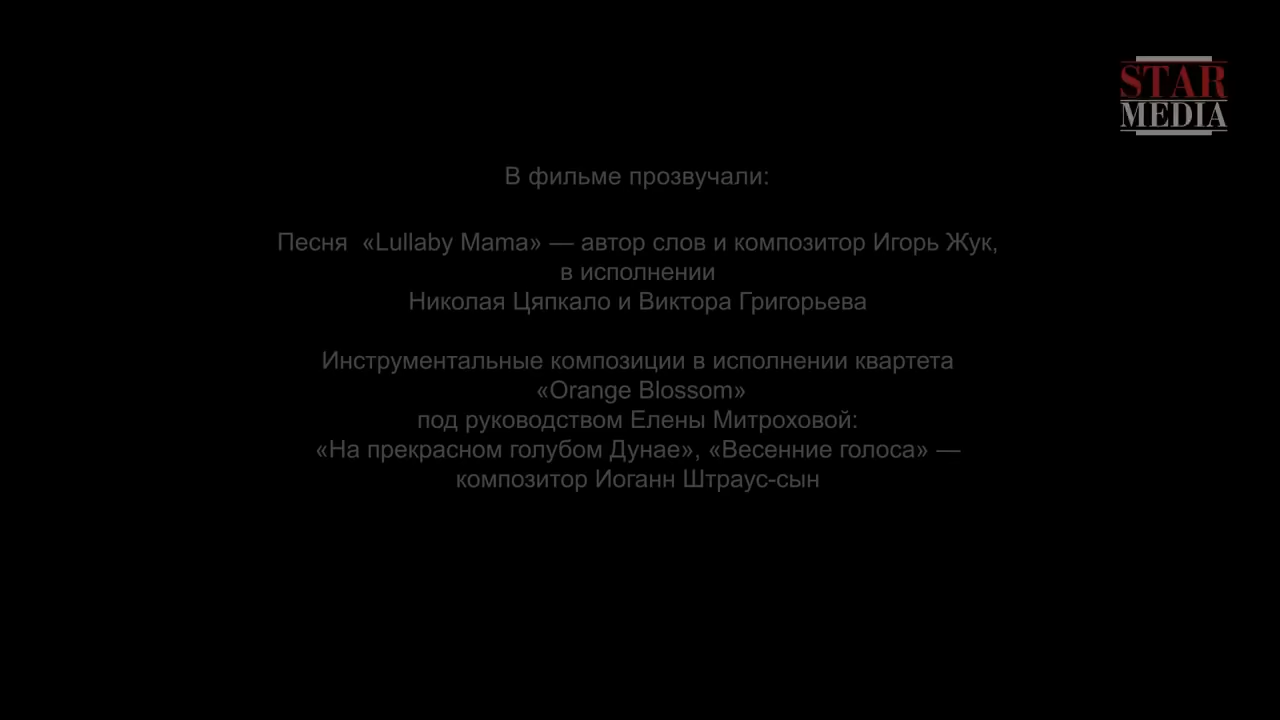 STAR
MEDIA
В фильме прозвучали:
Песня «Lullaby Mama» — автор слов и композитор Игорь Жук,
в исполнении
Николая Цяпкало и Виктора Григорьева
Инструментальные композиции в исполнении квартета
«Orange Blossom»
под руководством Елены Митроховой:
«На прекрасном голубом Дунае», «Весенние голоса» —
композитор Иоганн Штраус-сын